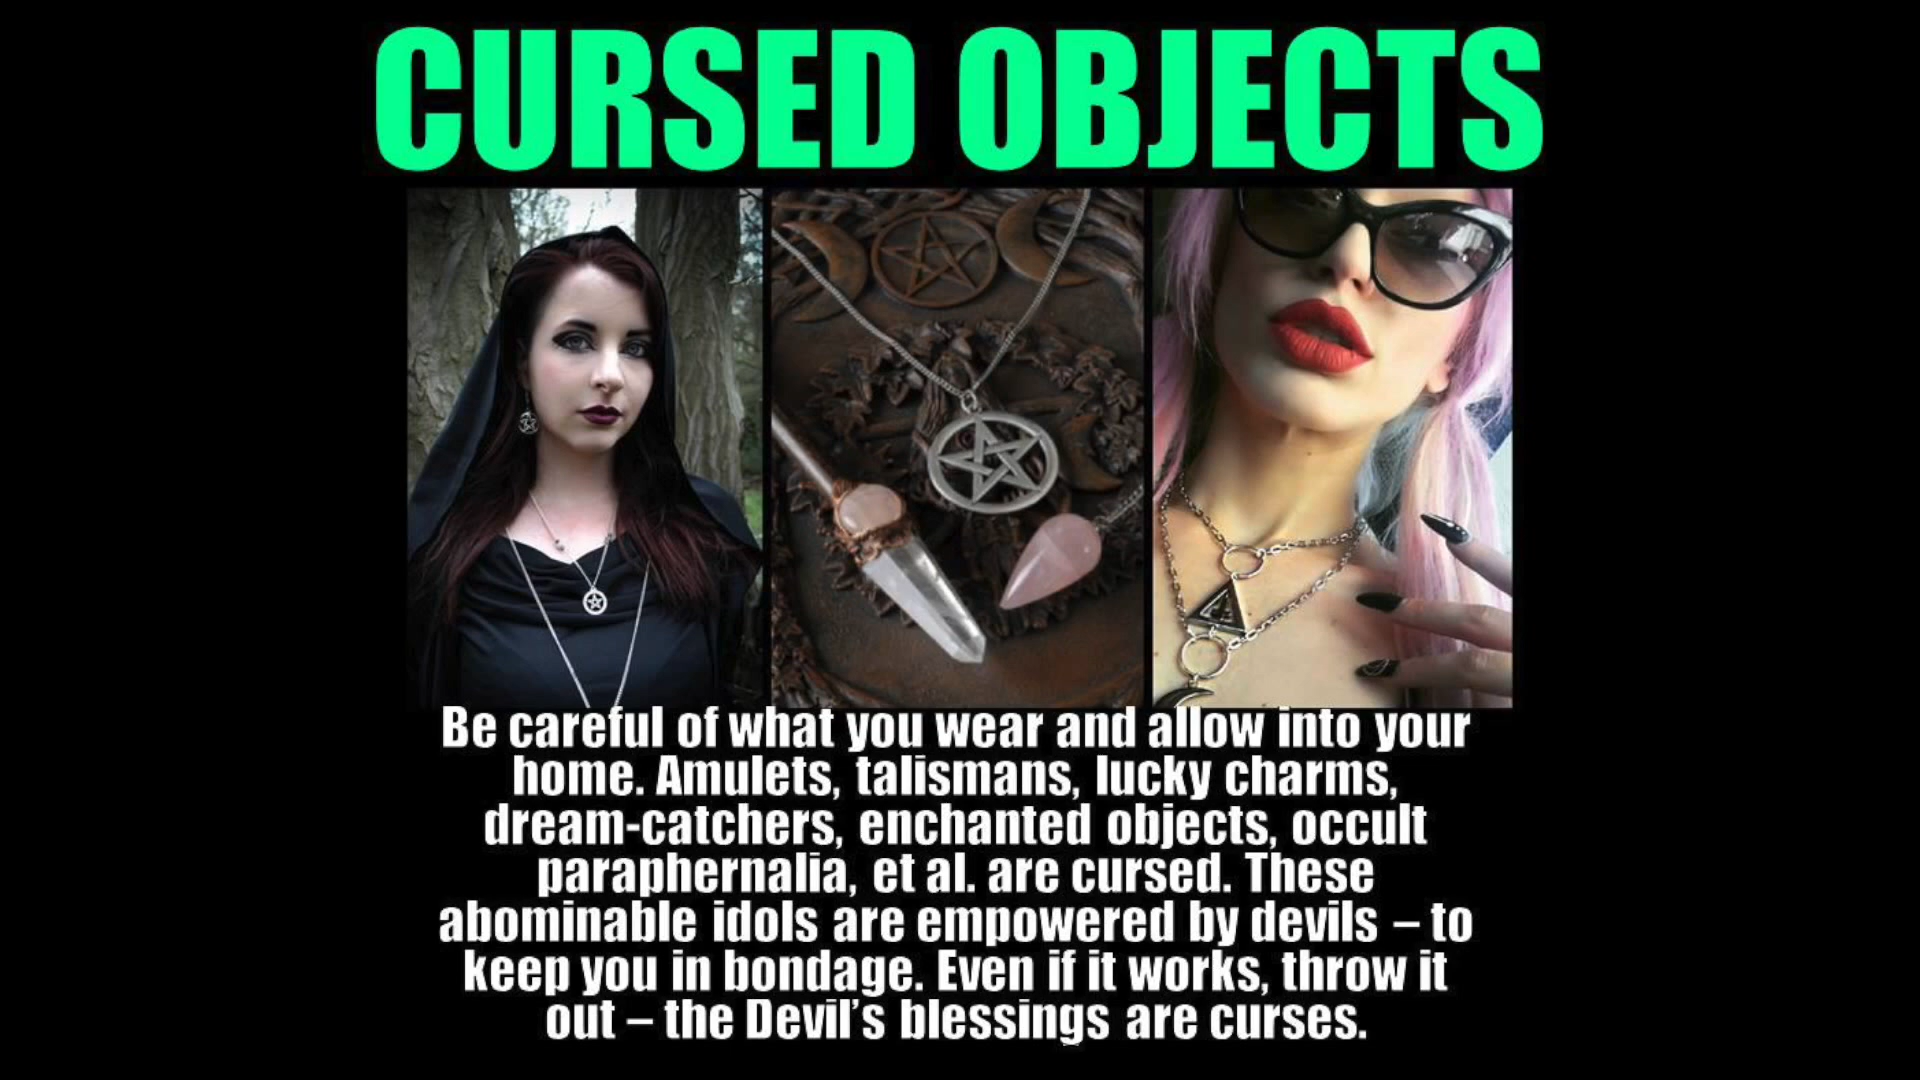 CURSED OBJECTS
Be careful of what you wear and allow into your
home. Amulets, talismans, lucky charms,
dream-catchers, enchanted objects, occult
paraphernalia, et al. are cursed. These
abominable idols are empowered by devils – to
keep you in bondage. Even if it works, throw it
out – the Devil’s blessings are curses.